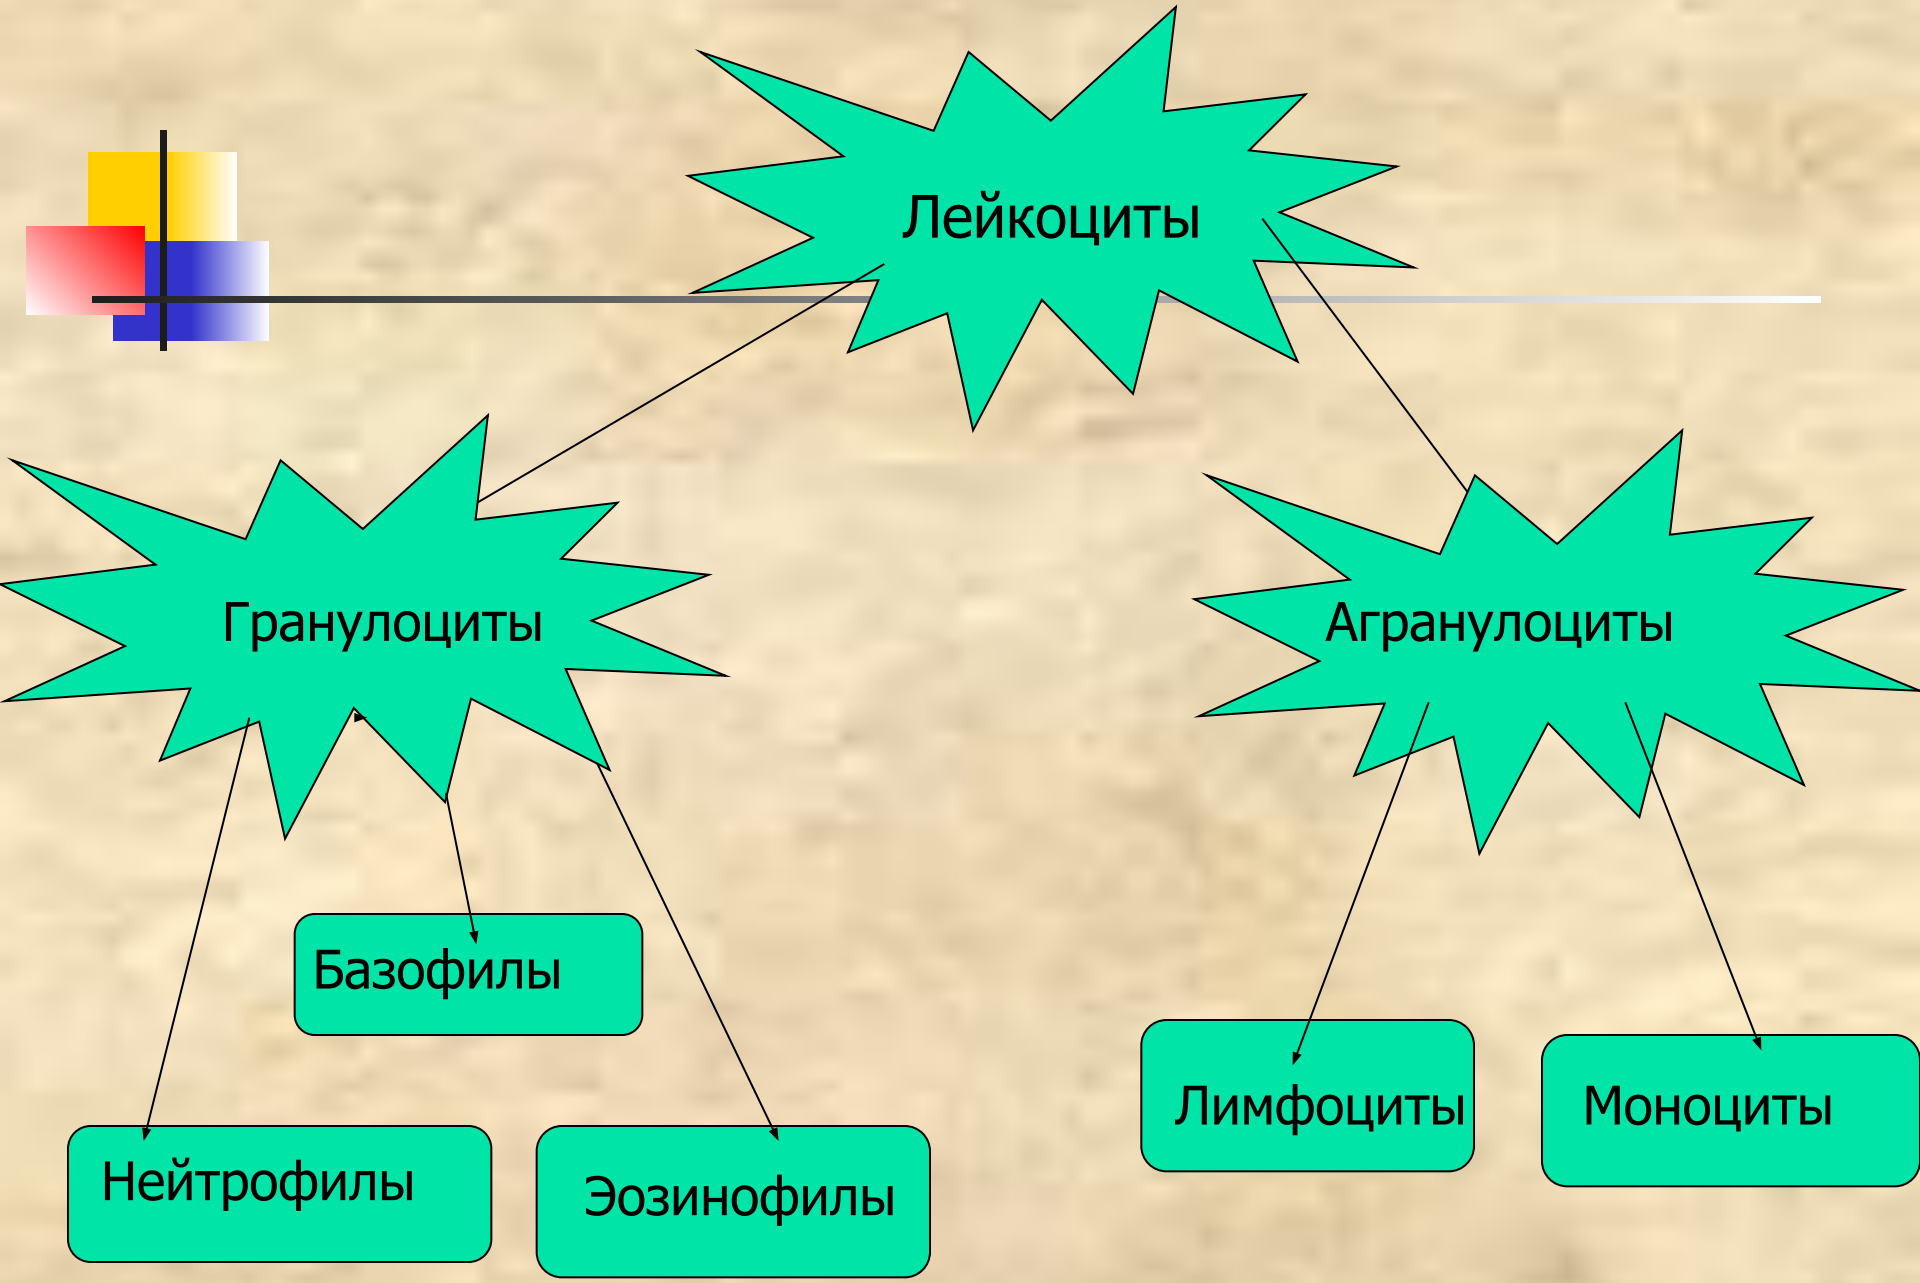 Лейкоциты
Гранулоциты
Агранулоциты
Базофилы
Нейтрофилы
Эозинофилы
Лимфоциты
Моноциты